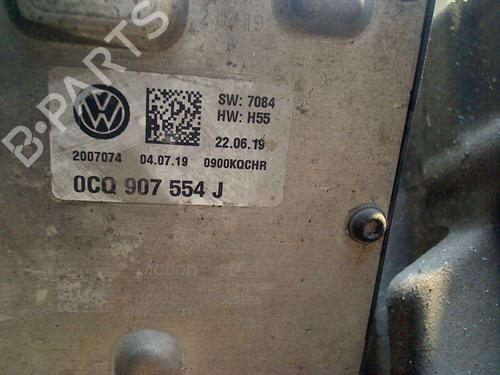 B-PARTS
SW: 7084
HW: H55
22.06.19
2007074 04.07.19 0900KQCHR
0CQ 907 554 J